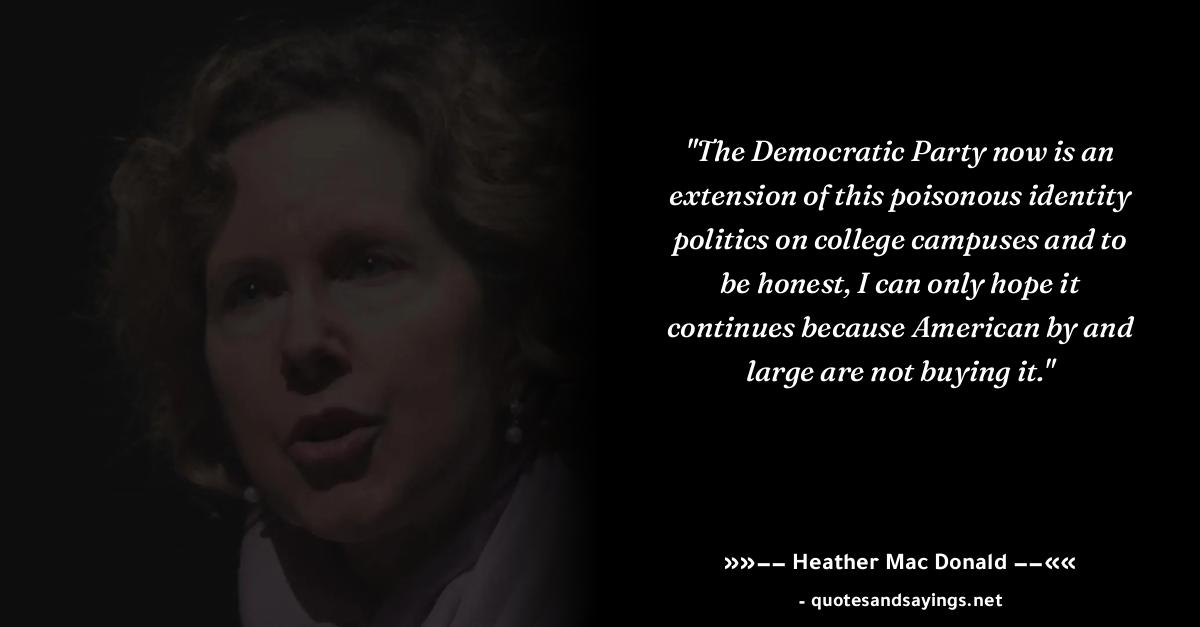 "The Democratic Party now is an
extension of this poisonous identity
politics on college campuses and to
be honest, I can only hope it
continues because American by and
large are not buying it."
»»−− Heather Mac Donald −−««
- quotesandsayings.net